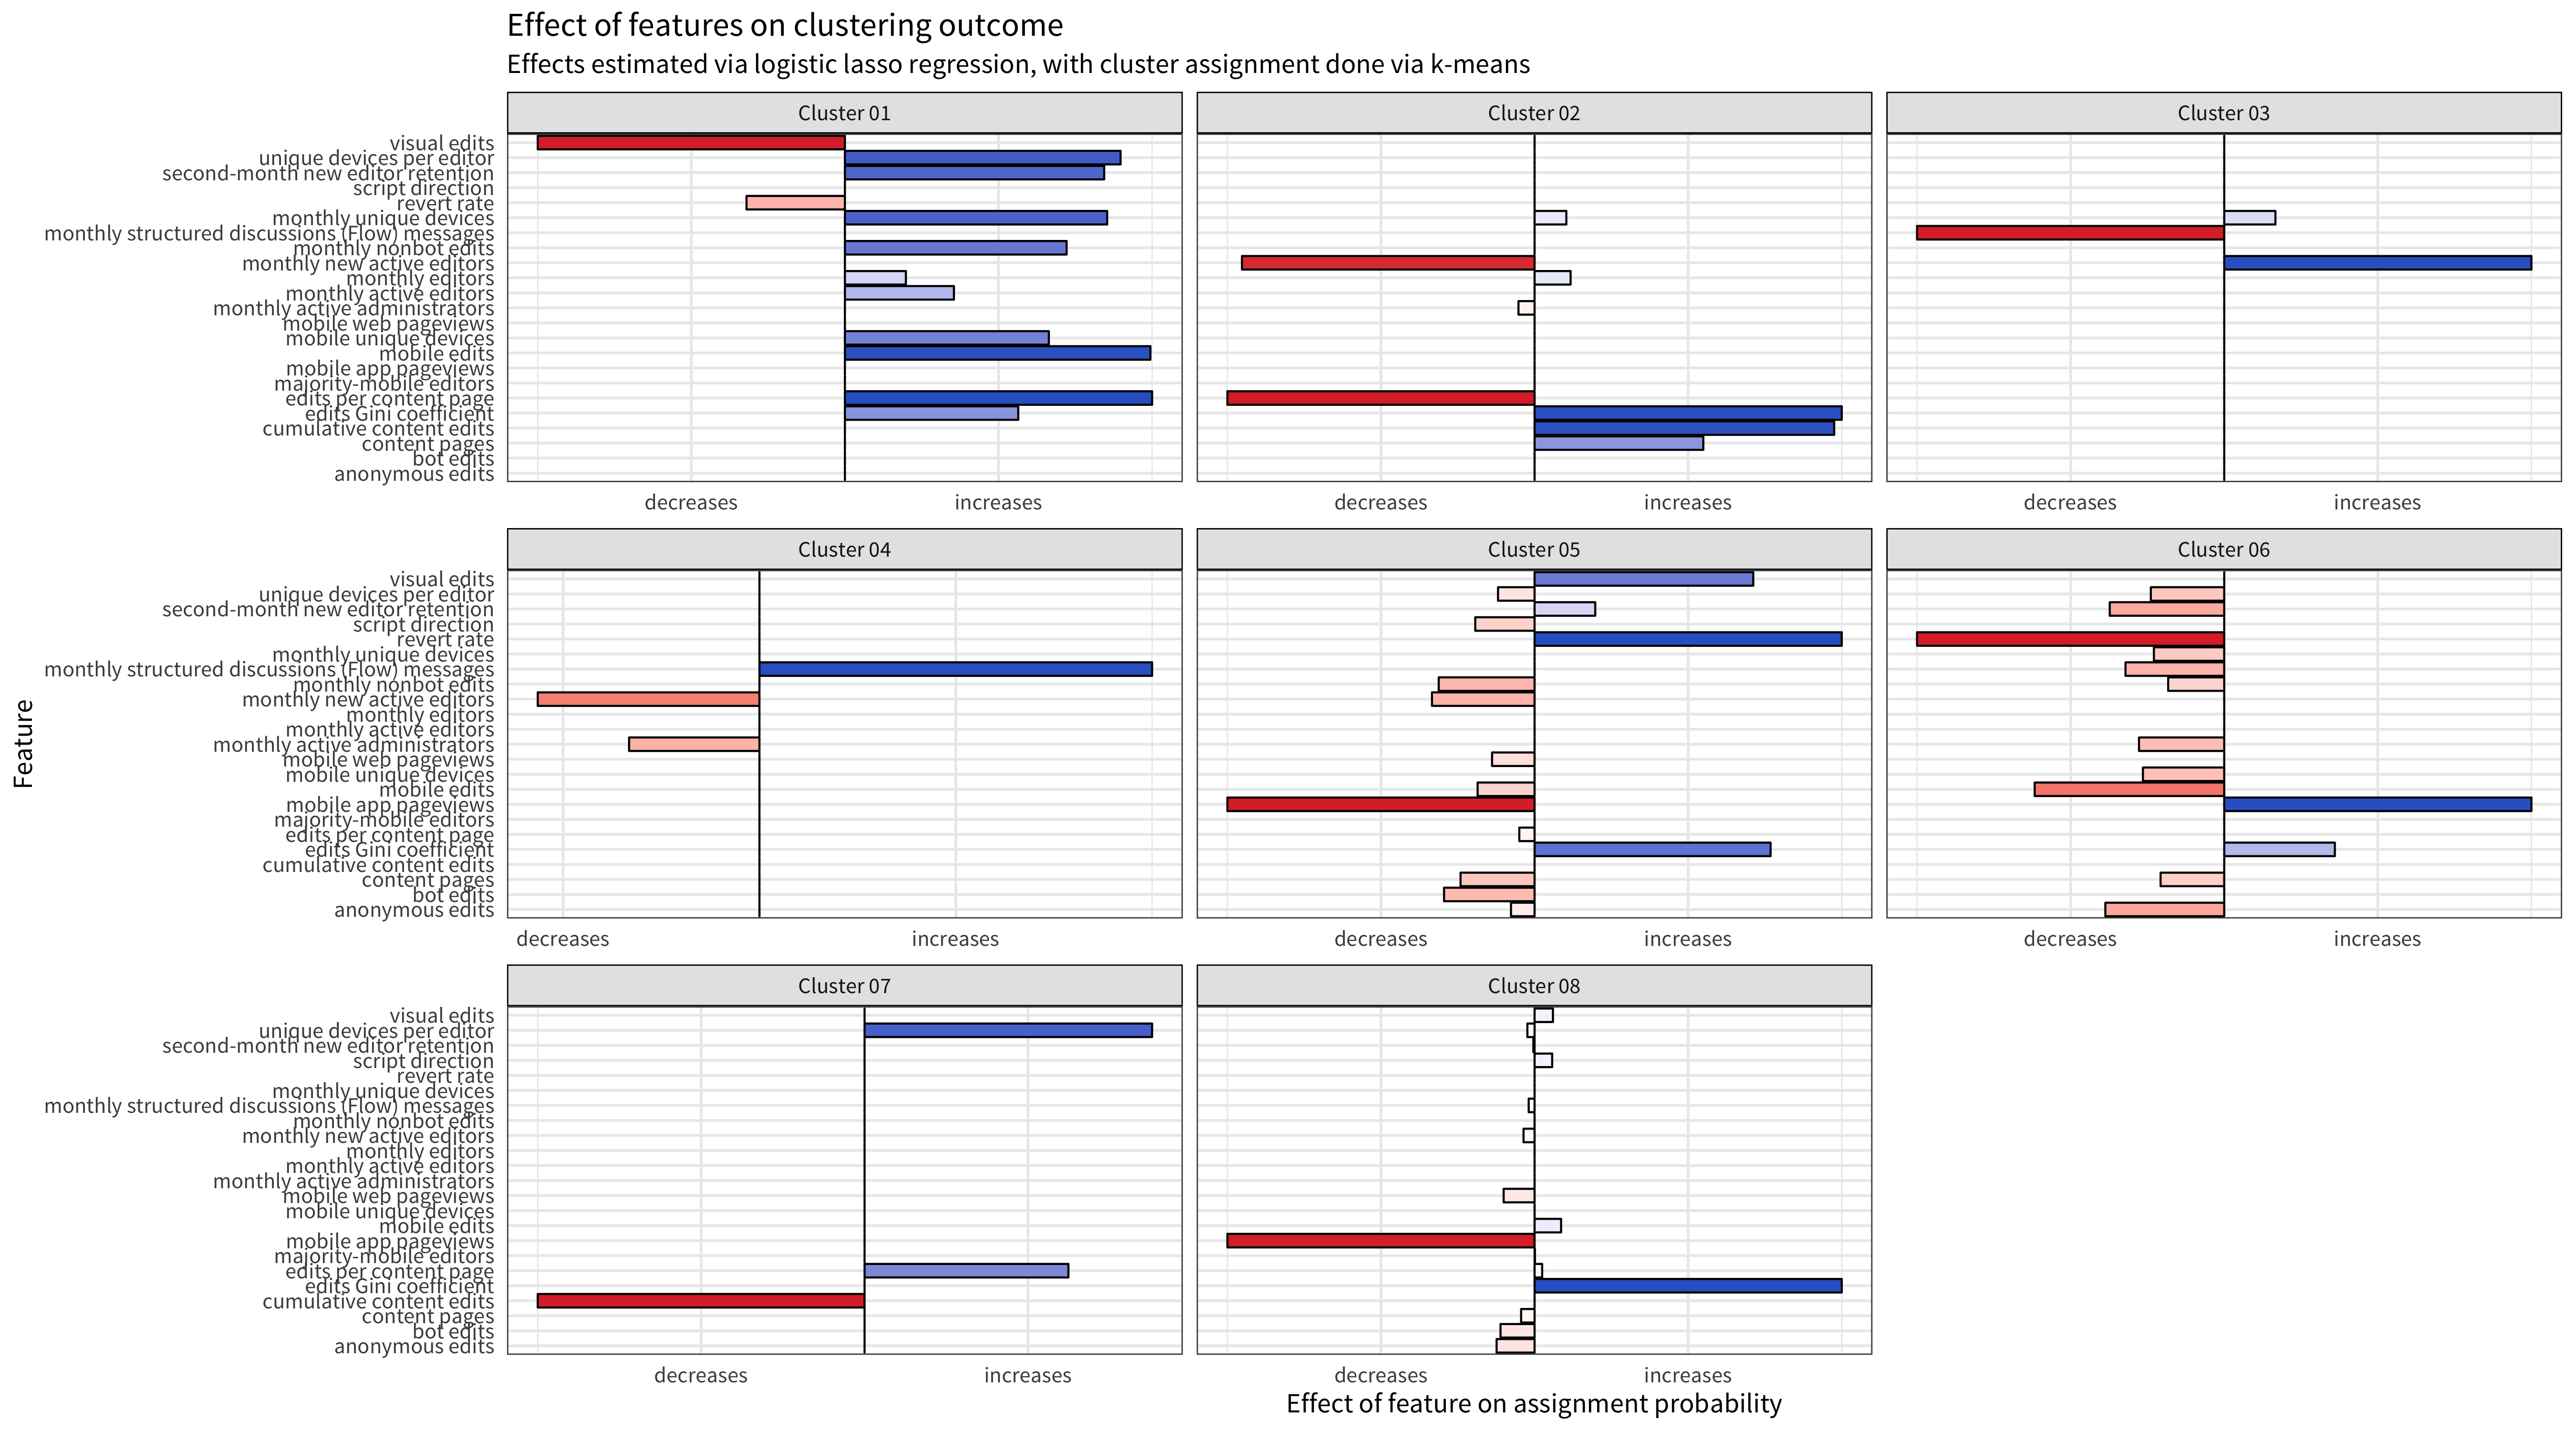 Effect of features on clustering outcome
Effects estimated via logistic lasso regression, with cluster assignment done via k-means
Cluster 01
Cluster 02
Cluster 03
visual edits
unique devices per editor
second-month new editor retention
script direction
revert rate
monthly unique devices
monthly structured discussions (Flow) messages
monthly nonbot edits
monthly new active editors
monthly editors
monthly active editors
monthly active administrators
mobile web pageviews
mobile unique devices
mobile edits
mobile app pageviews
majority-mobile editors
edits per content page
edits Gini coefficient
cumulative content edits
content pages
bot edits
anonymous edits
decreases
increases
decreases
increases
decreases
increases
Cluster 04
Cluster 05
Cluster 06
Feature
visual edits
unique devices per editor
second-month new editor retention
script direction
revert rate
monthly unique devices
monthly structured discussions (Flow) messages
monthly nonbot edits
monthly new active editors
monthly editors
monthly active editors
monthly active administrators
mobile web pageviews
mobile unique devices
mobile edits
mobile app pageviews
majority-mobile editors
edits per content page
edits Gini coefficient
cumulative content edits
content pages
bot edits
anonymous edits
decreases
increases
decreases
increases
decreases
increases
Cluster 07
Cluster 08
visual edits
unique devices per editor
second-month new editor retention
script direction
revert rate
monthly unique devices
monthly structured discussions (Flow) messages
monthly nonbot edits
monthly new active editors
monthly editors
monthly active editors
monthly active administrators
mobile web pageviews
mobile unique devices
mobile edits
mobile app pageviews
majority-mobile editors
edits per content page
edits Gini coefficient
cumulative content edits
content pages
bot edits
anonymous edits
decreases
increases
decreases
increases
Effect of feature on assignment probability